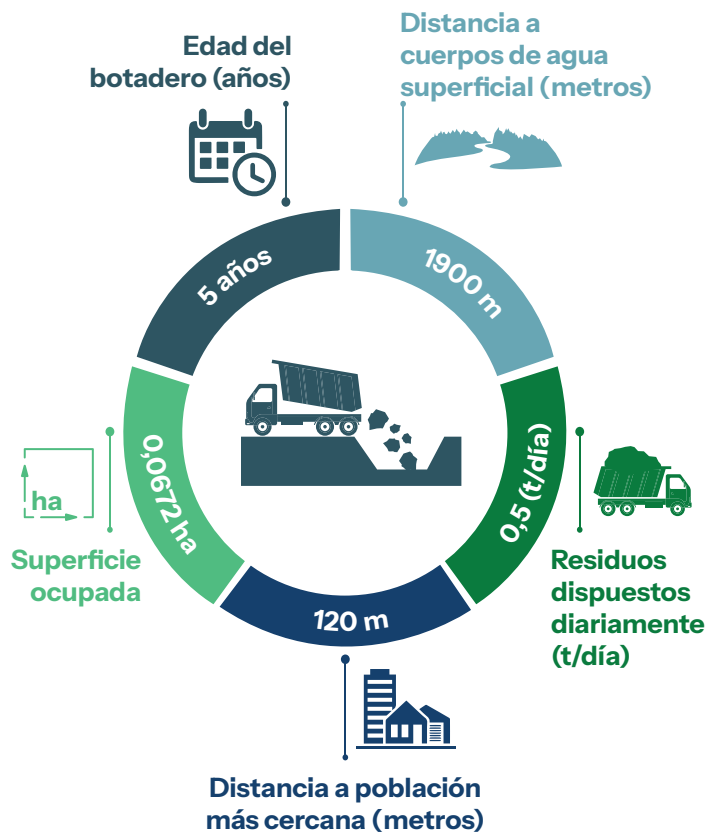 Edad del
botadero (años)
Distancia a
cuerpos de agua
superficial (metros)
5 años
1900 m
0,0672 ha
0,5 (t/día)
120 m
ha
Superficie
ocupada
Residuos
dispuestos
diariamente
(t/día)
Distancia a población
más cercana (metros)